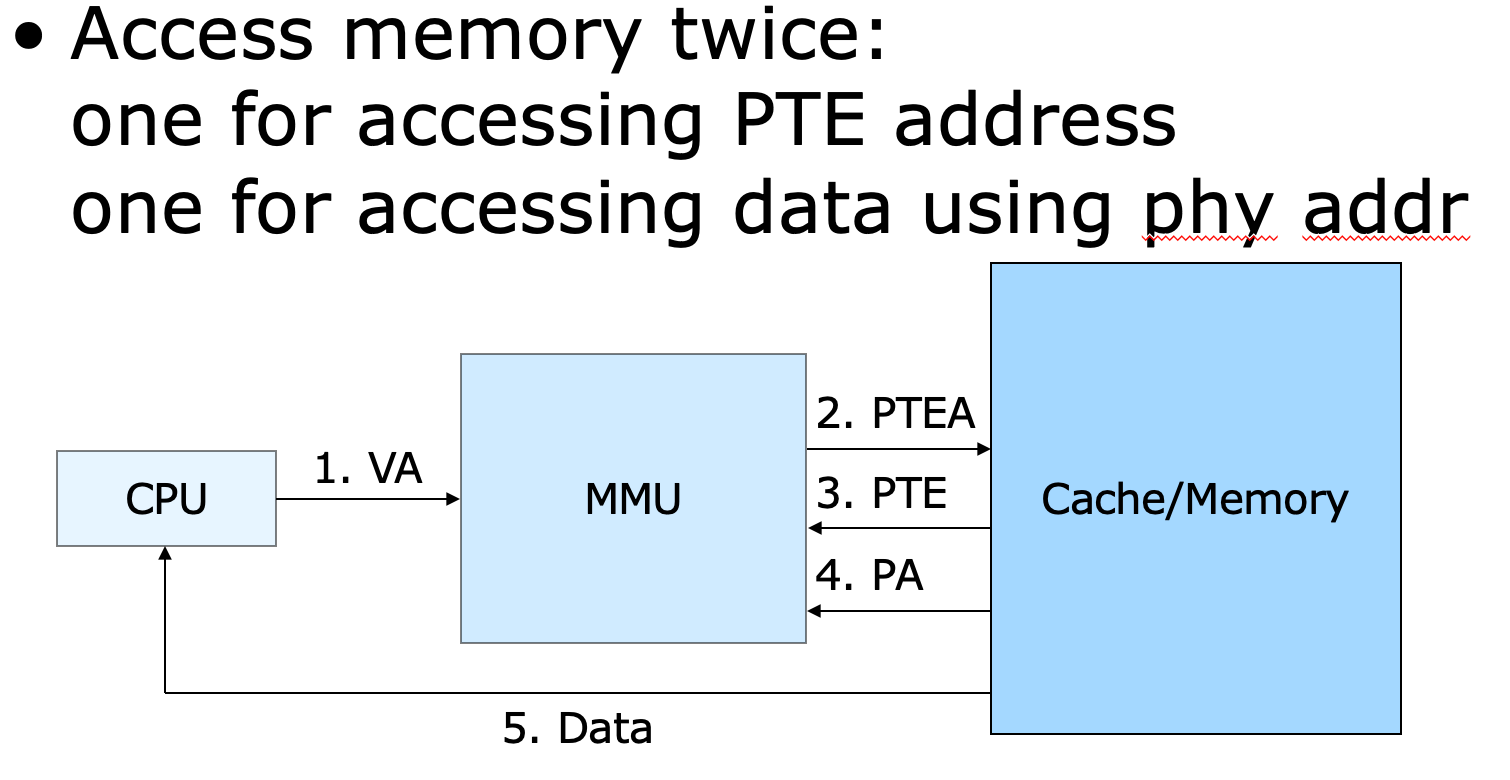 • Access memory twice:
one for accessing PTE address
one for accessing data using phy addr
2. PTEA
1. VA
3. PTE
CPU
MMU
Cache/Memory
4. PA
5. Data